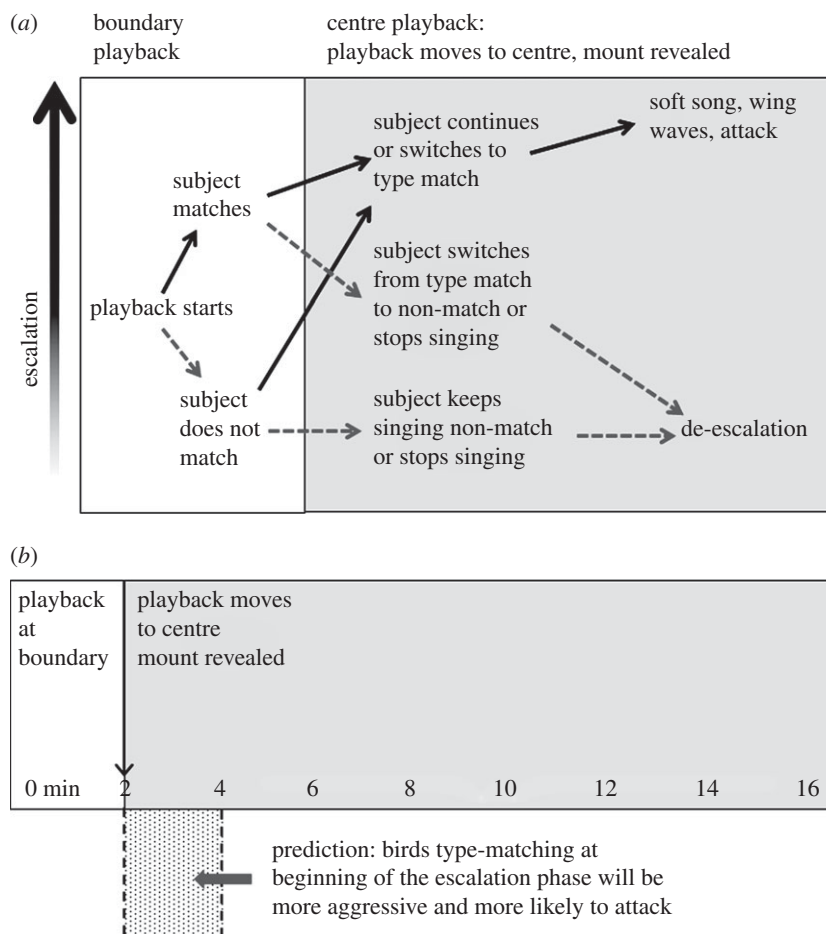 (a)
boundary
playback
centre playback:
playback moves to centre, mount revealed
escalation
playback starts
subject
matches
subject
does not
match
subject continues
or switches to
type match
soft song, wing
waves, attack
subject switches
from type match
to non-match or
stops singing
subject keeps
singing non-match
or stops singing
de-escalation
(b)
playback
at
boundary
playback moves
to centre
mount revealed
0 min 2 4 6 8 10 12 14 16
prediction: birds type-matching at
beginning of the escalation phase will be
more aggressive and more likely to attack